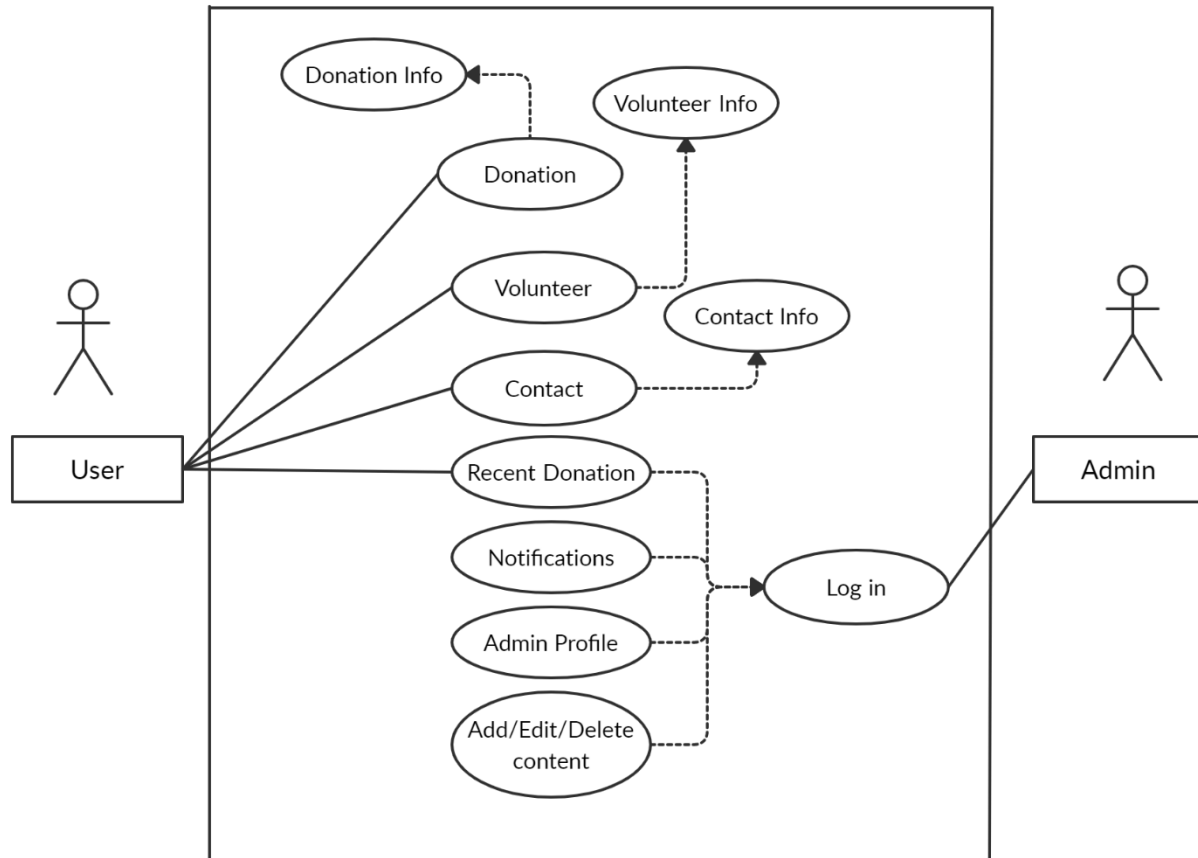 Donation Info
Volunteer Info
Donation
Volunteer
Contact Info
Contact
User
Recent Donation
Admin
Notifications
Log in
Admin Profile
Add/Edit/Delete
content